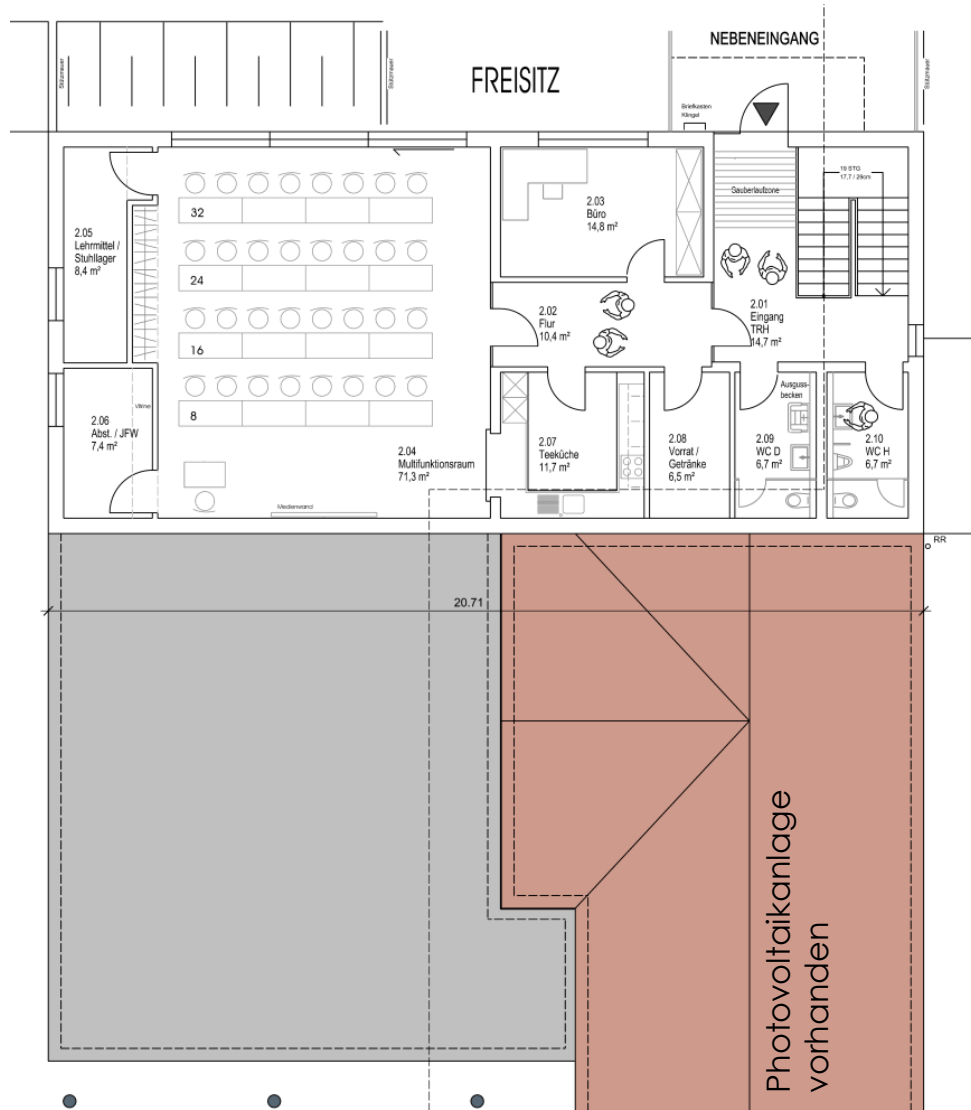 NEBENEINGANG
FREISITZ
Stützmauer
Stützmauer
Stützmauer
Briefkasten
Klingel
19 STG
17,7 / 29cm
Sauberlaufzone
2.05
Lehrmittel /
Stuhllager
8,4 m²
32
24
16
8
2.03
Büro
14,8 m²
2.02
Flur
10,4 m²
2.01
Eingang
TRH
14,7 m²
2.06
Abst. / JFW
7,4 m²
Vitrine
2.04
Multifunktionsraum
71,3 m²
Medienwand
2.07
Teeküche
11,7 m²
2.08
Vorrat /
Getränke
6,5 m²
Ausguss-
becken
2.09
WC D
6,7 m²
2.10
WC H
6,7 m²
RR
20.71
Photovoltaikanlage
vorhanden